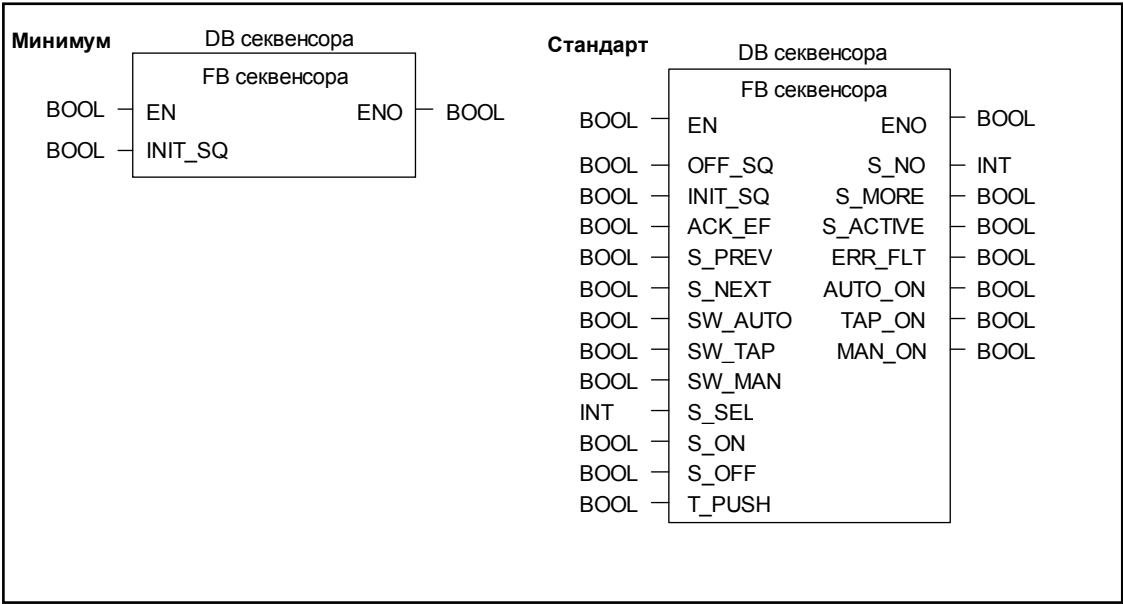 Минимум
DB секвенсора
FB секвенсора
BOOL EN ENO BOOL
BOOL INIT_SQ
Стандарт
DB секвенсора
FB секвенсора
BOOL EN ENO BOOL
BOOL OFF_SQ S_NO INT
BOOL INIT_SQ S_MORE BOOL
BOOL ACK_EF S_ACTIVE BOOL
BOOL S_PREV ERR_FLT BOOL
BOOL S_NEXT AUTO_ON BOOL
BOOL SW_AUTO TAP_ON BOOL
BOOL SW_TAP MAN_ON BOOL
BOOL SW_MAN
INT S_SEL
BOOL S_ON
BOOL S_OFF
BOOL T_PUSH